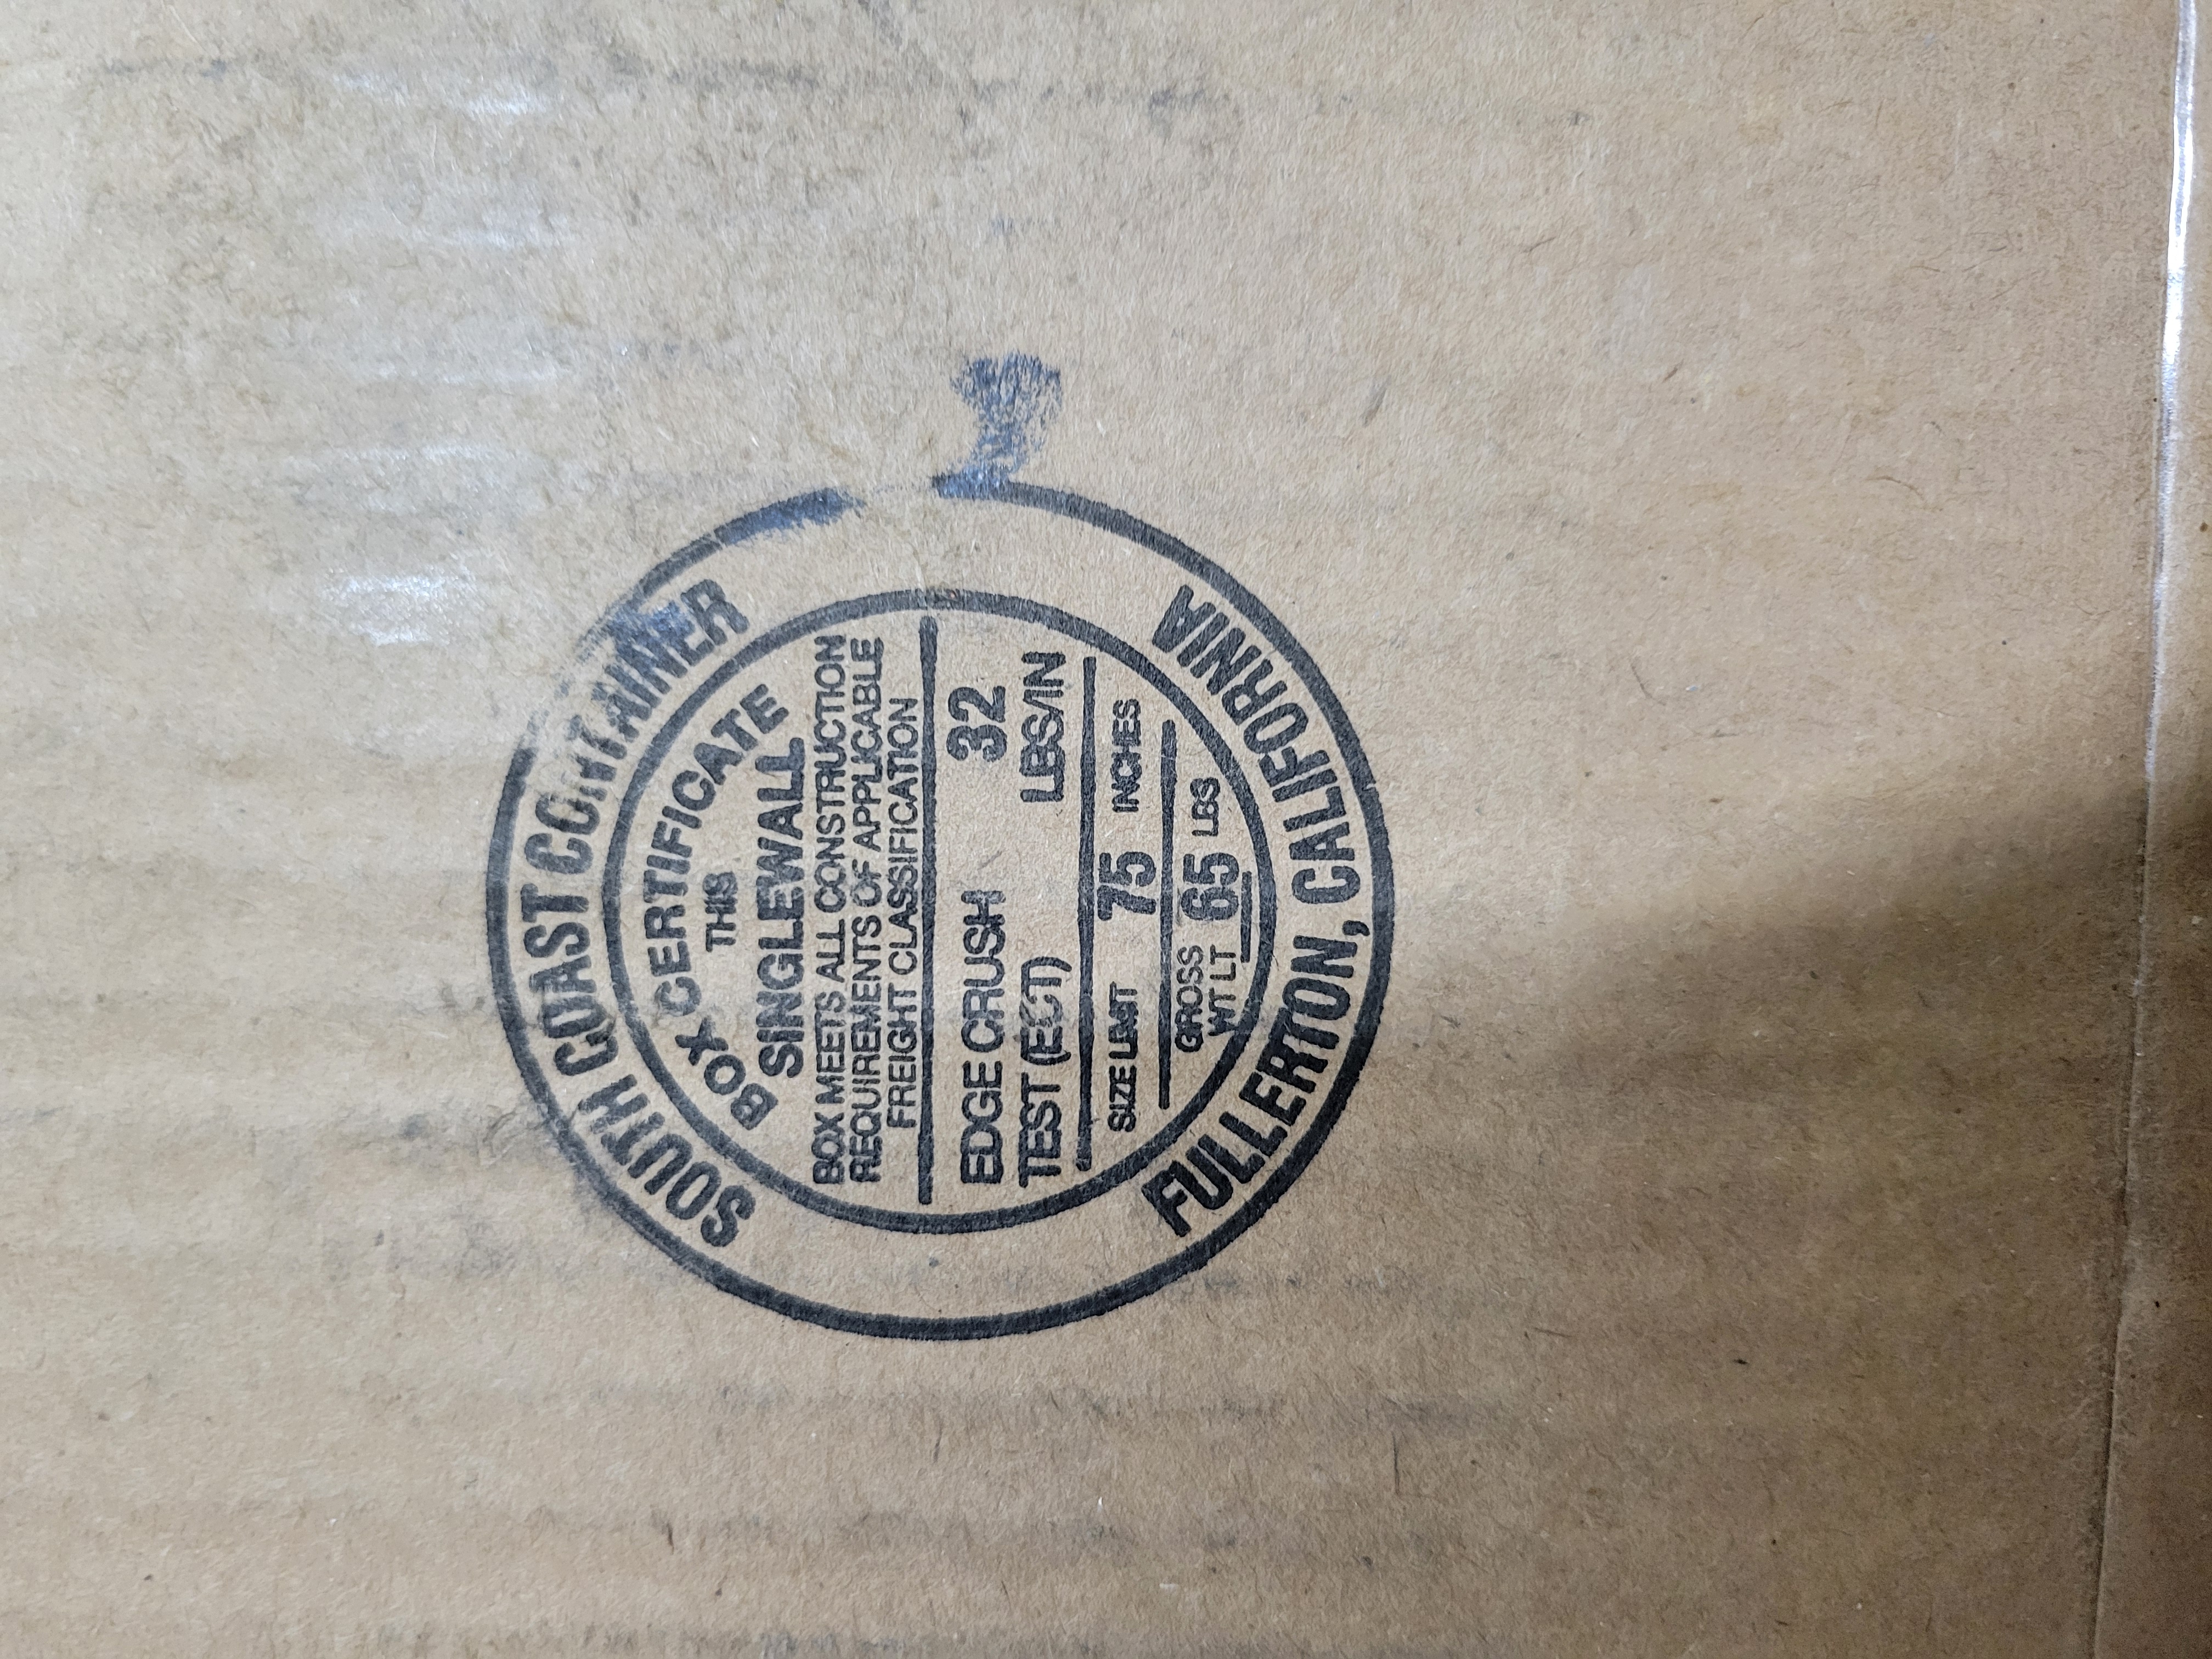 SOUTH COAST CONTAINER
BOX CERTIFICATE
THIS
SINGLEWALL
BOX MEETS ALL CONSTRUCTION
REQUIREMENTS OF APPLICABLE
FREIGHT CLASSIFICATION
EDGE CRUSH 32
TEST (ECT) LBS/IN
SIZE LIMIT 75 INCHES
GROSS
WT LT 65 LBS
FULLERTON, CALIFORNIA